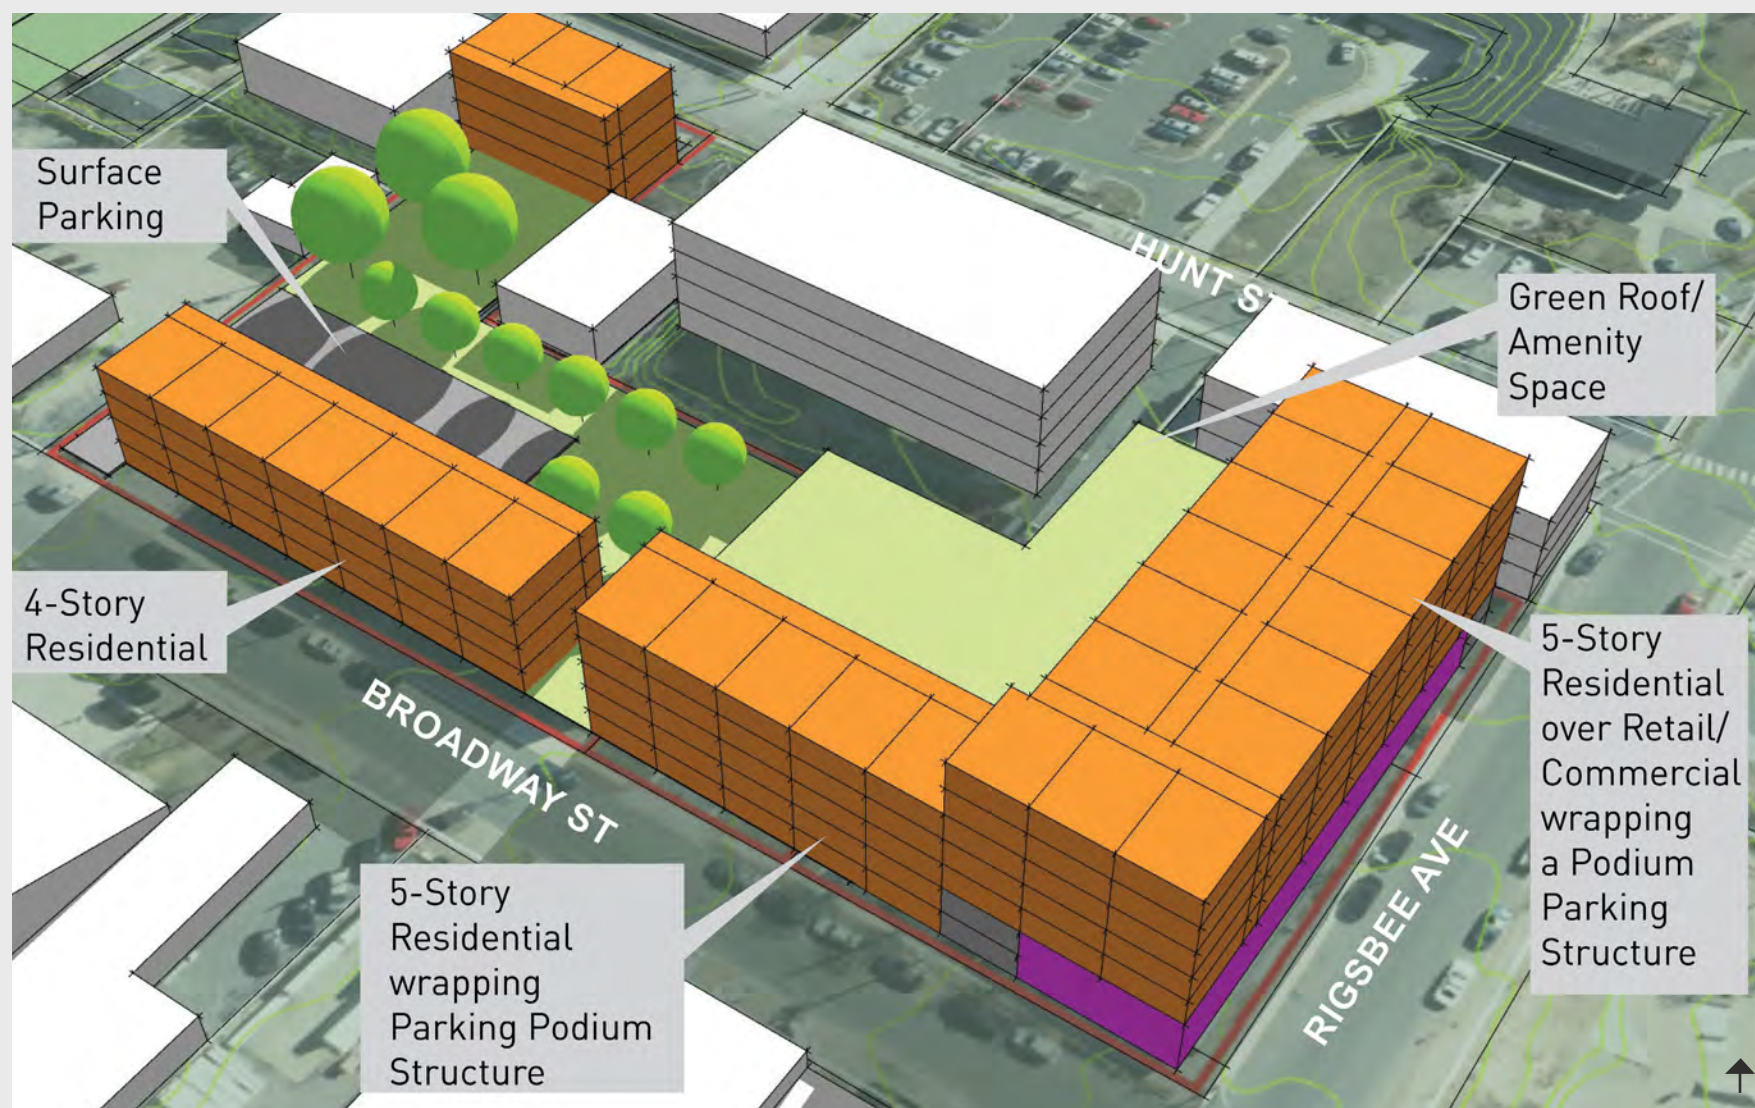 Surface
Parking
HUNT ST
Green Roof/
Amenity
Space
4-Story
Residential
BROADWAY ST
5-Story
Residential
wrapping
Parking Podium
Structure
5-Story
Residential
over Retail/
Commercial
wrapping
a Podium
Parking
Structure
RIGSBEE AVE